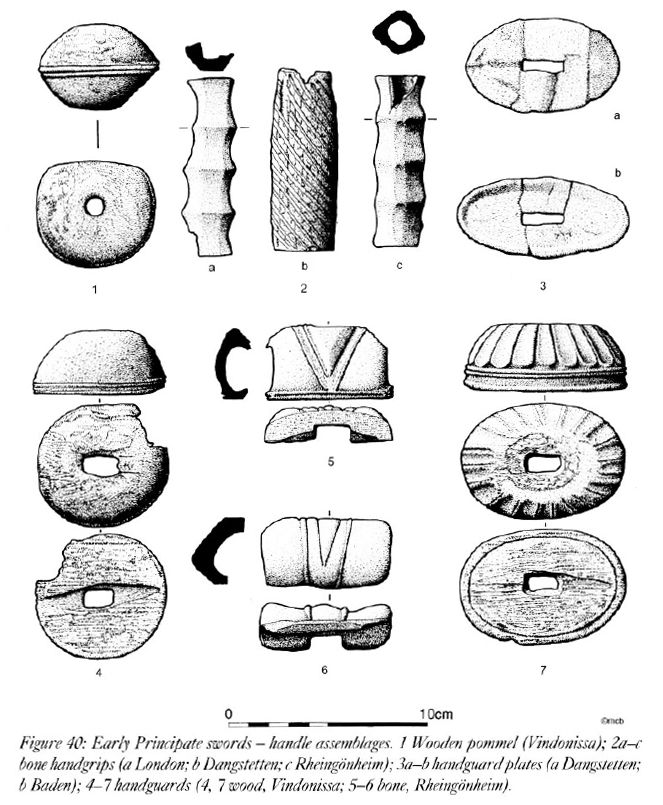 a
b
1
a
b
c
2
3
5
4
6
7
0
10cm
©mcb
Figure 40: Early Principate swords – handle assemblages. 1 Wooden pommel (Vindonissa); 2a–c
bone handgrips (a London; b Dangstetten; c Rheingönheim); 3a–b handguard plates (a Dangstetten;
b Baden); 4–7 handguards (4, 7 wood, Vindonissa; 5–6 bone, Rheingönheim).